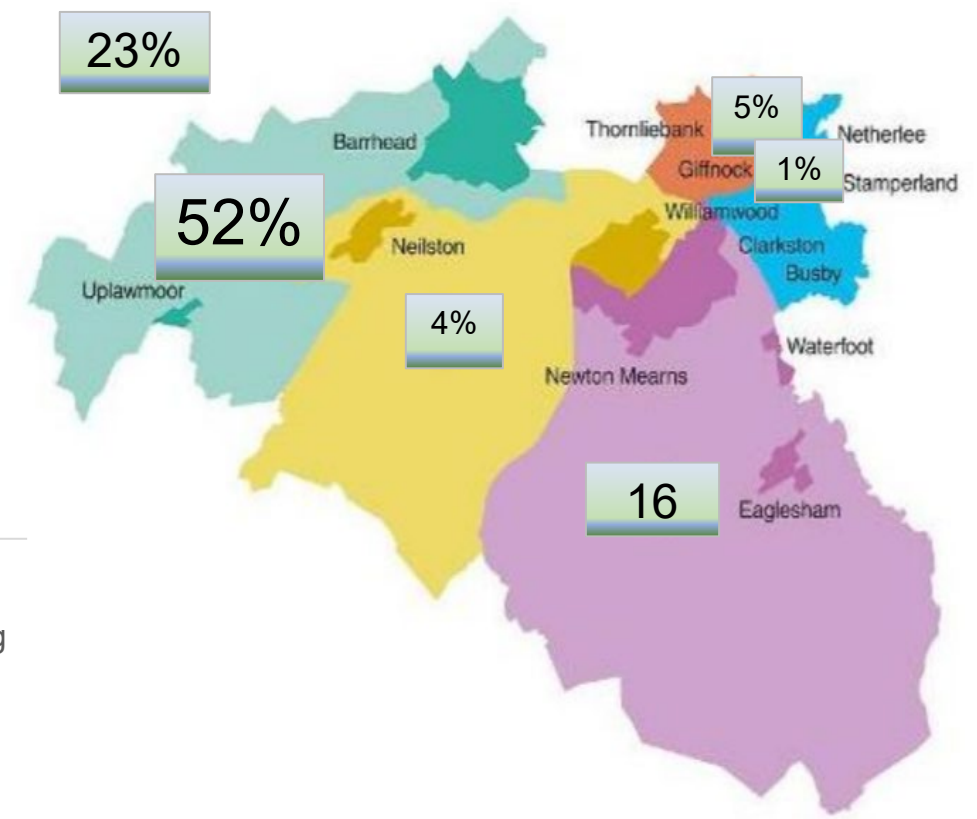 23%
5%
Thornliebank
Netherlee
Barrhead
Giffnock
1%
Stamperland
Williamwood
52%
Neilston
Clarkston
Busby
Uplawmoor
4%
Waterfoot
Newton Mearns
16
Eaglesham
g